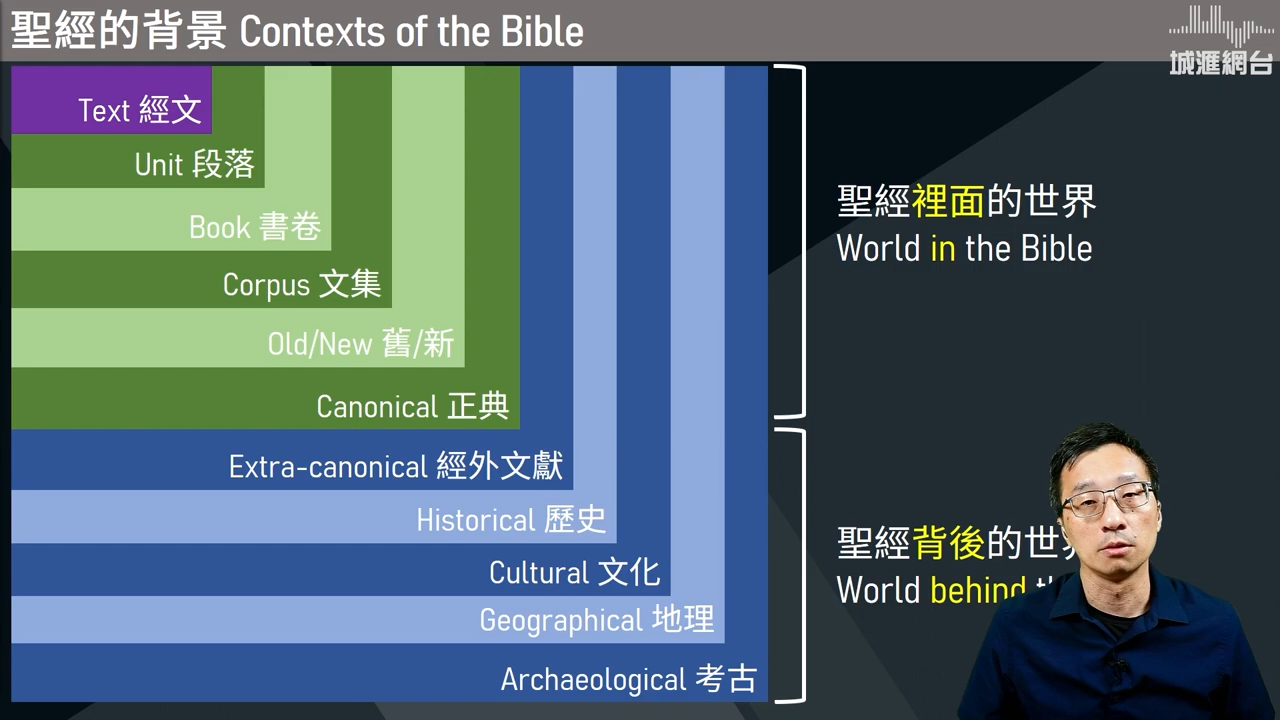 聖經的背景 Contexts of the Bible
城滙網台
Text 經文
Unit 段落
Book 書卷
Corpus 文集
Old/New 舊/新
Canonical 正典
Extra-canonical 經外文獻
Historical 歷史
Cultural 文化
Geographical 地理
Archaeological 考古
聖經裡面的世界
World in the Bible
聖經背後的世
World behind